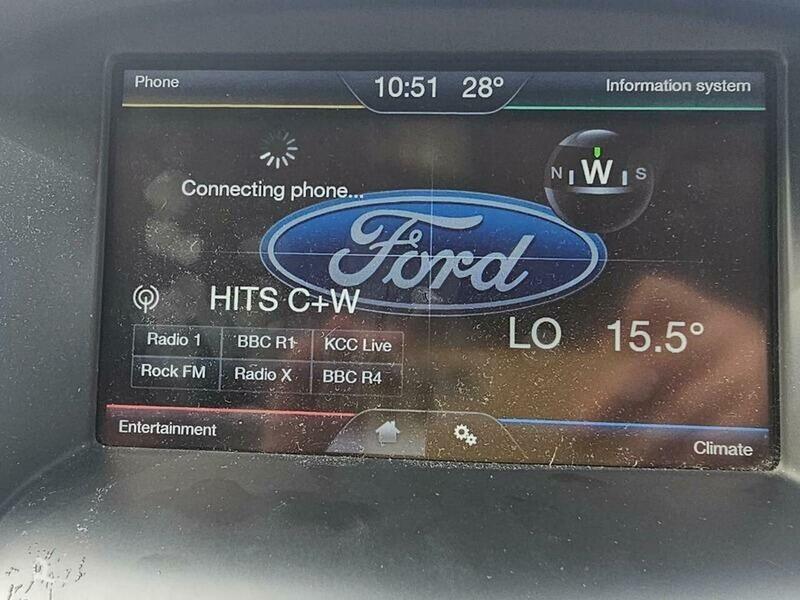 Phone
10:51 28º
Information system
Connecting phone...
N W S
Ford
HITS C+W
LO 15.5°
Radio 1 BBC R1 KCC Live
Rock FM Radio X BBC R4
Entertainment
Climate